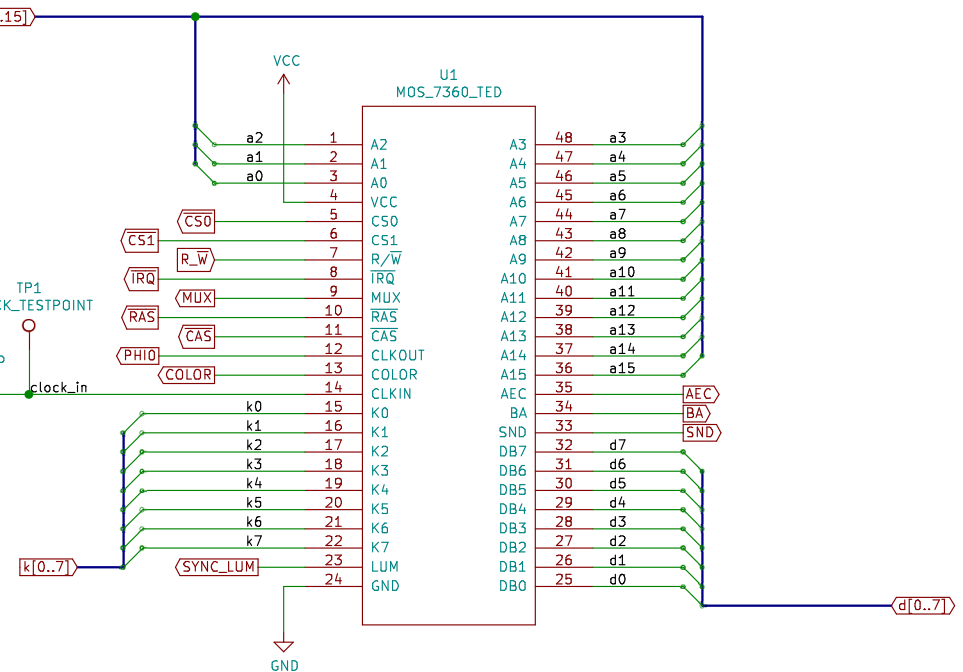 .15]
VCC
U1
MOS_7360_TED
a2 1 A2 A3 48 a3
a1 2 A1 A4 47 a4
a0 3 A0 A5 46 a5
4 VCC A6 45 a6
CS0 5 CS0 A7 44 a7
CS1 6 CS1 A8 43 a8
R_W 7 R/W A9 42 a9
IRQ 8 IRQ A10 41 a10
MUX 9 MUX A11 40 a11
RAS 10 RAS A12 39 a12
CAS 11 CAS A13 38 a13
PHI0 12 CLKOUT A14 37 a14
COLOR 13 COLOR A15 36 a15
TP1
CK_TESTPOINT
clock_in 14 CLKIN AEC 35 AEC
k0 15 K0 BA 34 BA
k1 16 K1 SND 33 SND
k2 17 K2 DB7 32 d7
k3 18 K3 DB6 31 d6
k4 19 K4 DB5 30 d5
k5 20 K5 DB4 29 d4
k6 21 K6 DB3 28 d3
k7 22 K7 DB2 27 d2
k[0..7] SYNC_LUM 23 LUM DB1 26 d1
24 GND DB0 25 d0
d[0..7]
GND